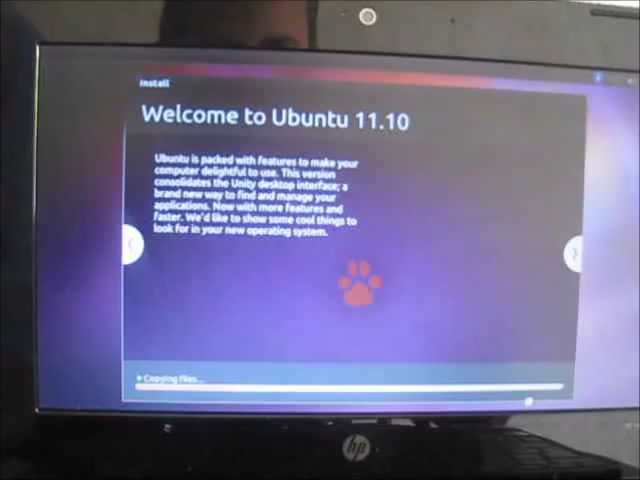 Install
Welcome to Ubuntu 11.10
Ubuntu is packed with features to make your
computer delightful to use. This version
consolidates the Unity desktop interface; a
brand new way to find and manage your
applications. Now with more features and
faster. We'd like to show some cool things to
look for in your new operating system.
Copying files...
hp